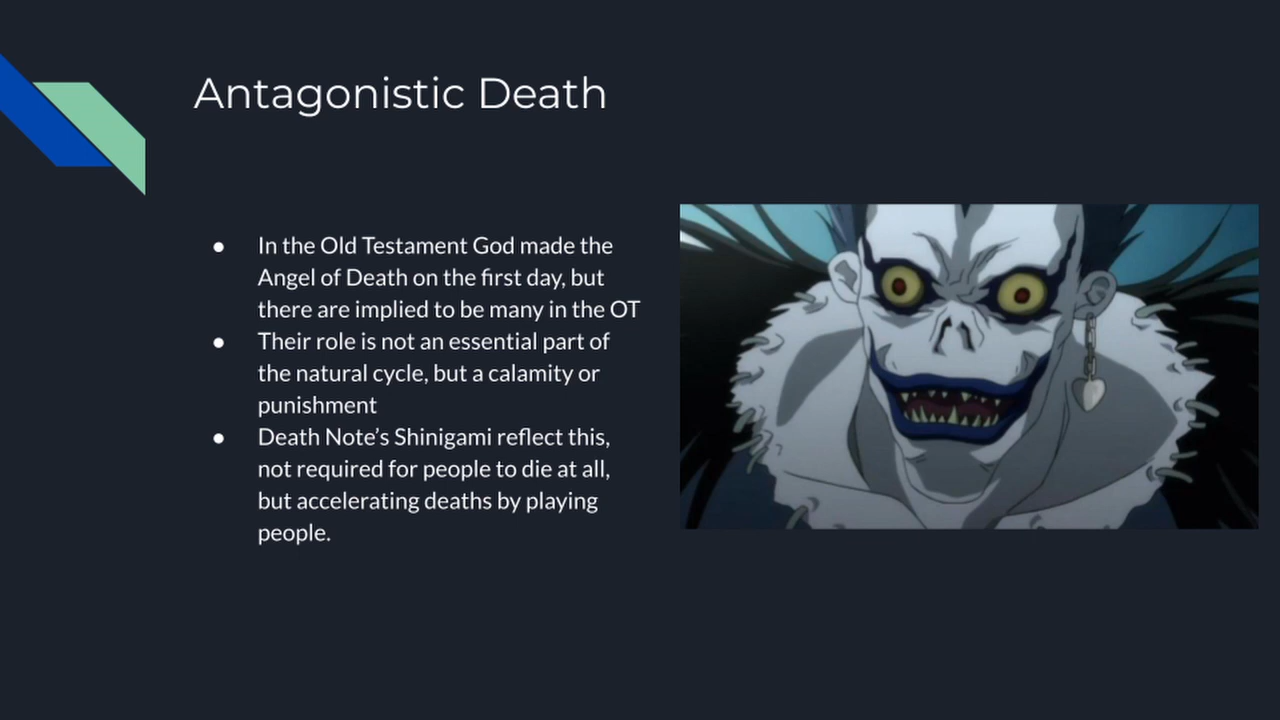 Antagonistic Death
● In the Old Testament God made the
Angel of Death on the first day, but
there are implied to be many in the OT
● Their role is not an essential part of
the natural cycle, but a calamity or
punishment
● Death Note’s Shinigami reflect this,
not required for people to die at all,
but accelerating deaths by playing
people.